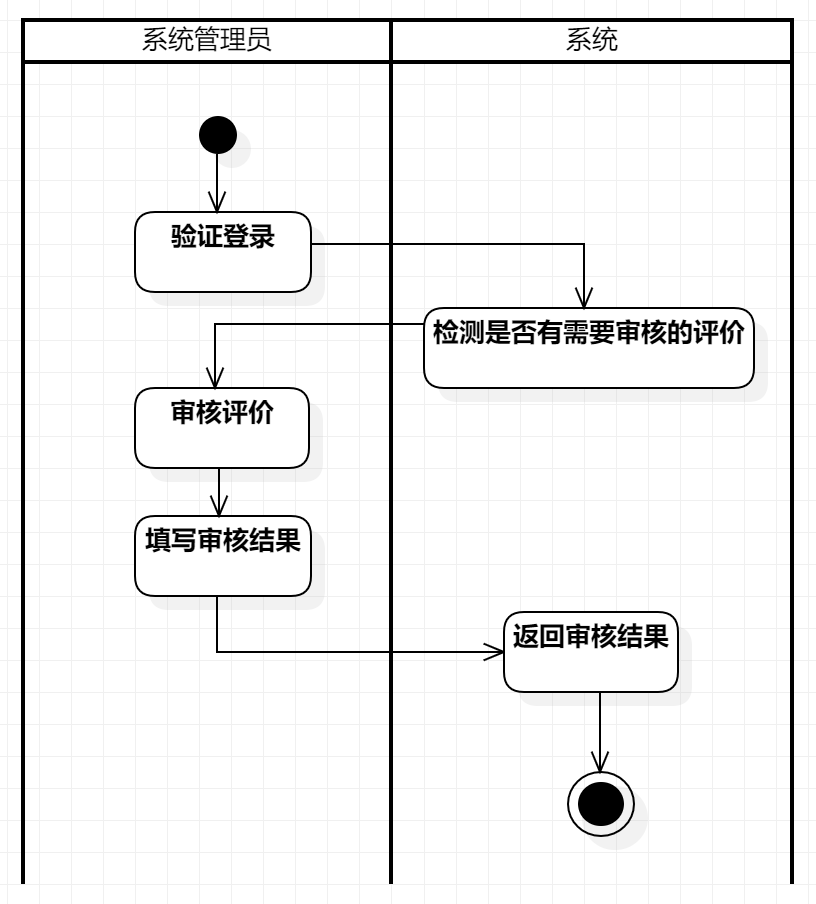 系统管理员
系统
验证登录
检测是否有需要审核的评价
审核评价
填写审核结果
返回审核结果